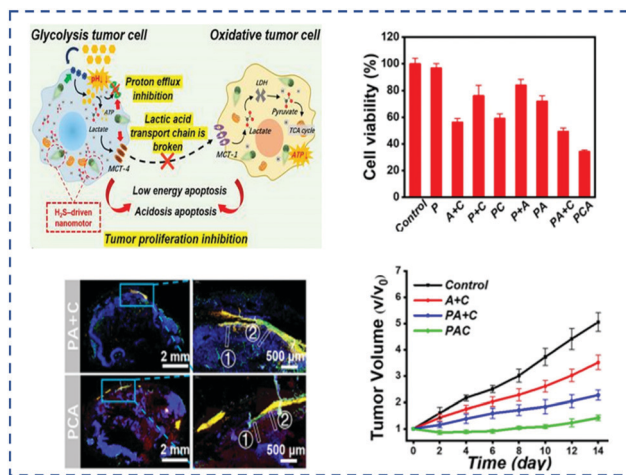 Glycolysis tumor cell
Oxidative tumor cell
pHi
Proton efflux
inhibition
ATP
Lactate
MCT-4
Lactic acid
transport chain is
broken
LDH
Pyruvate
Lactate
TCA cycle
MCT-1
ATP
H₂S-driven
nanomotor
Low energy apoptosis
Acidosis apoptosis
Tumor proliferation inhibition
Cell viability (%)
120
100
80
60
40
20
0
Control
P
A+C
P+C
PC
P+A
PA
PA+C
PCA
PA+C
2 mm
①
②
500 μm
PCA
2 mm
①
②
500 μm
Tumor Volume (v/v₀)
7
6
5
4
3
2
1
Control
A+C
PA+C
PAC
0 2 4 6 8 10 12 14
Time (day)